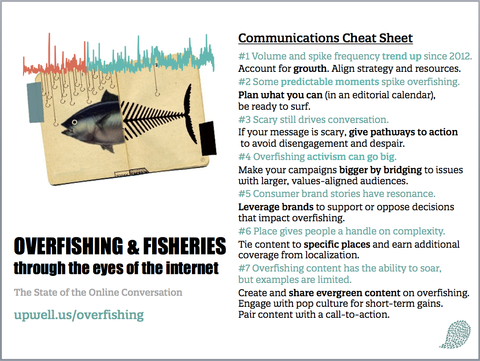 Communications Cheat Sheet
#1 Volume and spike frequency trend up since 2012.
Account for growth. Align strategy and resources.
#2 Some predictable moments spike overfishing.
Plan what you can (in an editorial calendar),
be ready to surf.
#3 Scary still drives conversation.
If your message is scary, give pathways to action
to avoid disengagement and despair.
#4 Overfishing activism can go big.
Make your campaigns bigger by bridging to issues
with larger, values-aligned audiences.
#5 Consumer brand stories have resonance.
Leverage brands to support or oppose decisions
that impact overfishing.
#6 Place gives people a handle on complexity.
Tie content to specific places and earn additional
coverage from localization.
#7 Overfishing content has the ability to soar,
but examples are limited.
Create and share evergreen content on overfishing.
Engage with pop culture for short-term gains.
Pair content with a call-to-action.
OVERFISHING & FISHERIES
through the eyes of the internet
The State of the Online Conversation
upwell.us/overfishing